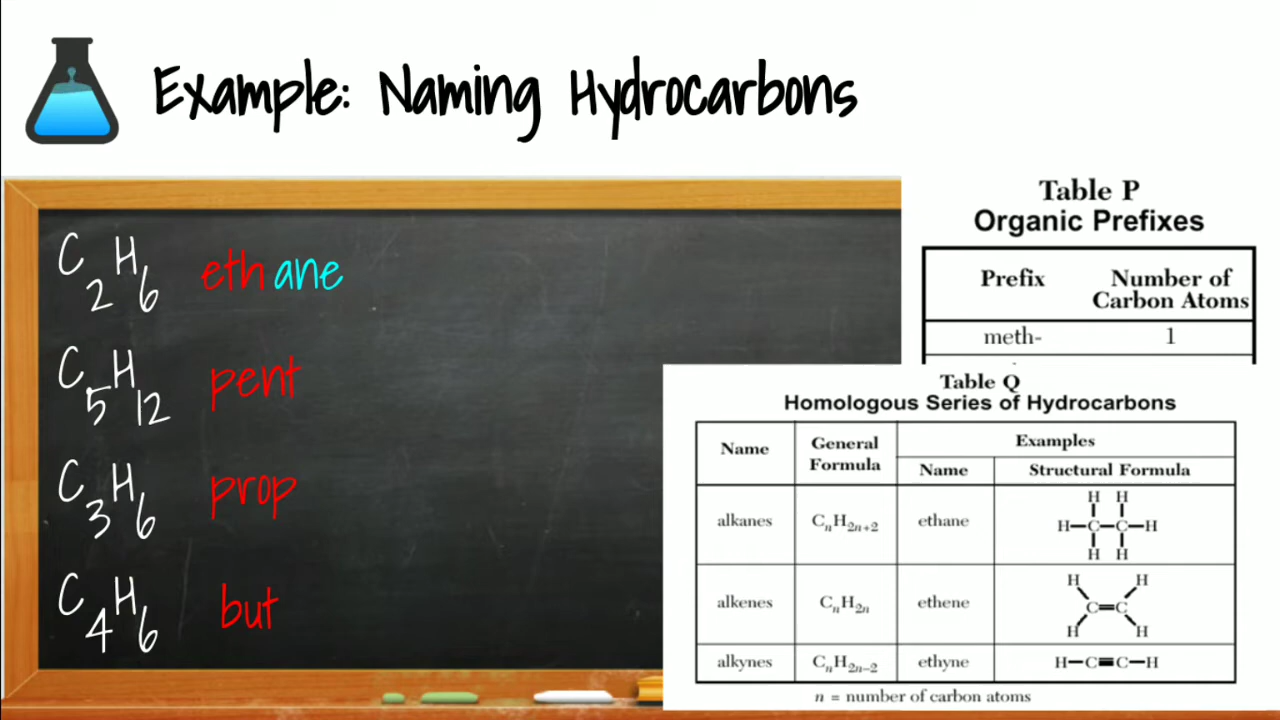 Example: Naming Hydrocarbons
C2H6 ethane
C5H12 pent
C3H6 prop
C4H6 but
Table P
Organic Prefixes
Prefix Number of Carbon Atoms
meth- 1
Table Q
Homologous Series of Hydrocarbons
Name General Formula Examples
Name Structural Formula
H H
alkanes CnH2n+2 ethane H–C–C–H
H H
H H
alkenes CnH2n ethene C=C
H H
alkynes CnH2n–2 ethyne H–C≡C–H
n = number of carbon atoms